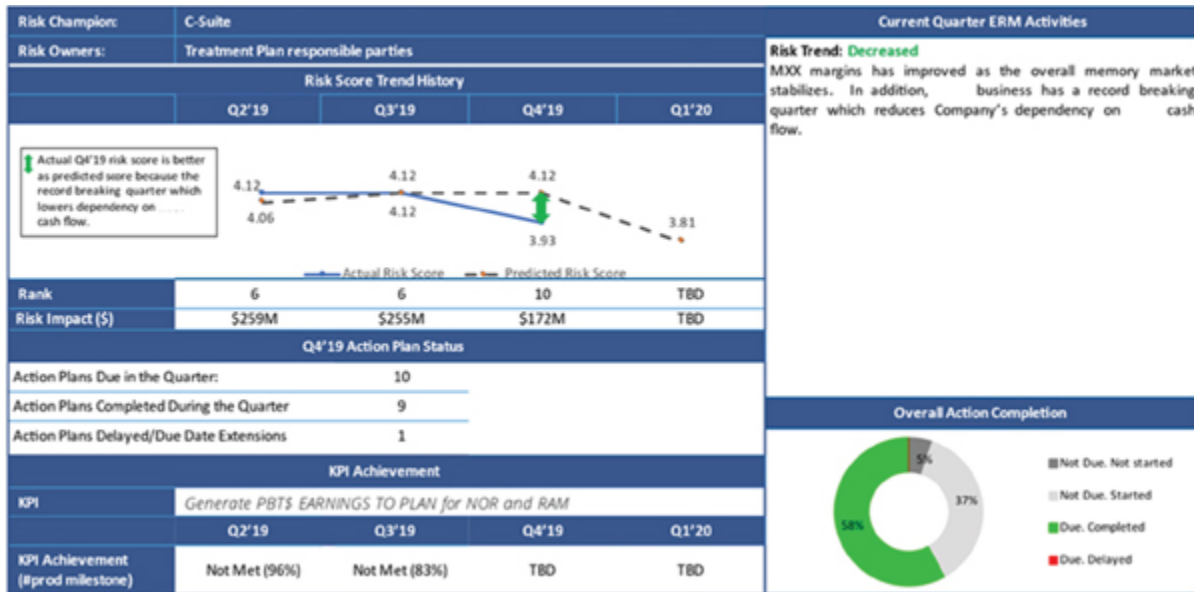 Risk Champion: C-Suite
Risk Owners: Treatment Plan responsible parties
Risk Score Trend History
Q2'19 Q3'19 Q4'19 Q1'20
Actual Q4'19 risk score is better
as predicted score because the
record breaking quarter which
lowers dependency on
cash flow.
4.12
4.06
4.12
4.12
4.12
3.93
3.81
Actual Risk Score Predicted Risk Score
Rank 6 6 10 TBD
Risk Impact ($) $259M $255M $172M TBD
Q4'19 Action Plan Status
Action Plans Due in the Quarter: 10
Action Plans Completed During the Quarter 9
Action Plans Delayed/Due Date Extensions 1
KPI Achievement
KPI Generate PBT$ EARNINGS TO PLAN for NOR and RAM
Q2'19 Q3'19 Q4'19 Q1'20
KPI Achievement
(#prod milestone)
Not Met (96%) Not Met (83%) TBD TBD
Current Quarter ERM Activities
Risk Trend: Decreased
MXX margins has improved as the overall memory market
stabilizes. In addition, business has a record breaking
quarter which reduces Company's dependency on cash
flow.
Overall Action Completion
5%
37%
58%
Not Due. Not started
Not Due. Started
Due. Completed
Due. Delayed